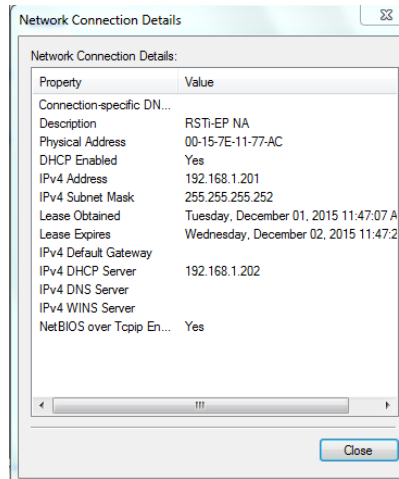 Network Connection Details
Network Connection Details:
Property Value
Connection-specific DN...
Description RSTi-EP NA
Physical Address 00-15-7E-11-77-AC
DHCP Enabled Yes
IPv4 Address 192.168.1.201
IPv4 Subnet Mask 255.255.255.252
Lease Obtained Tuesday, December 01, 2015 11:47:07 A
Lease Expires Wednesday, December 02, 2015 11:47:2
IPv4 Default Gateway
IPv4 DHCP Server 192.168.1.202
IPv4 DNS Server
IPv4 WINS Server
NetBIOS over Tcpip En... Yes
Close